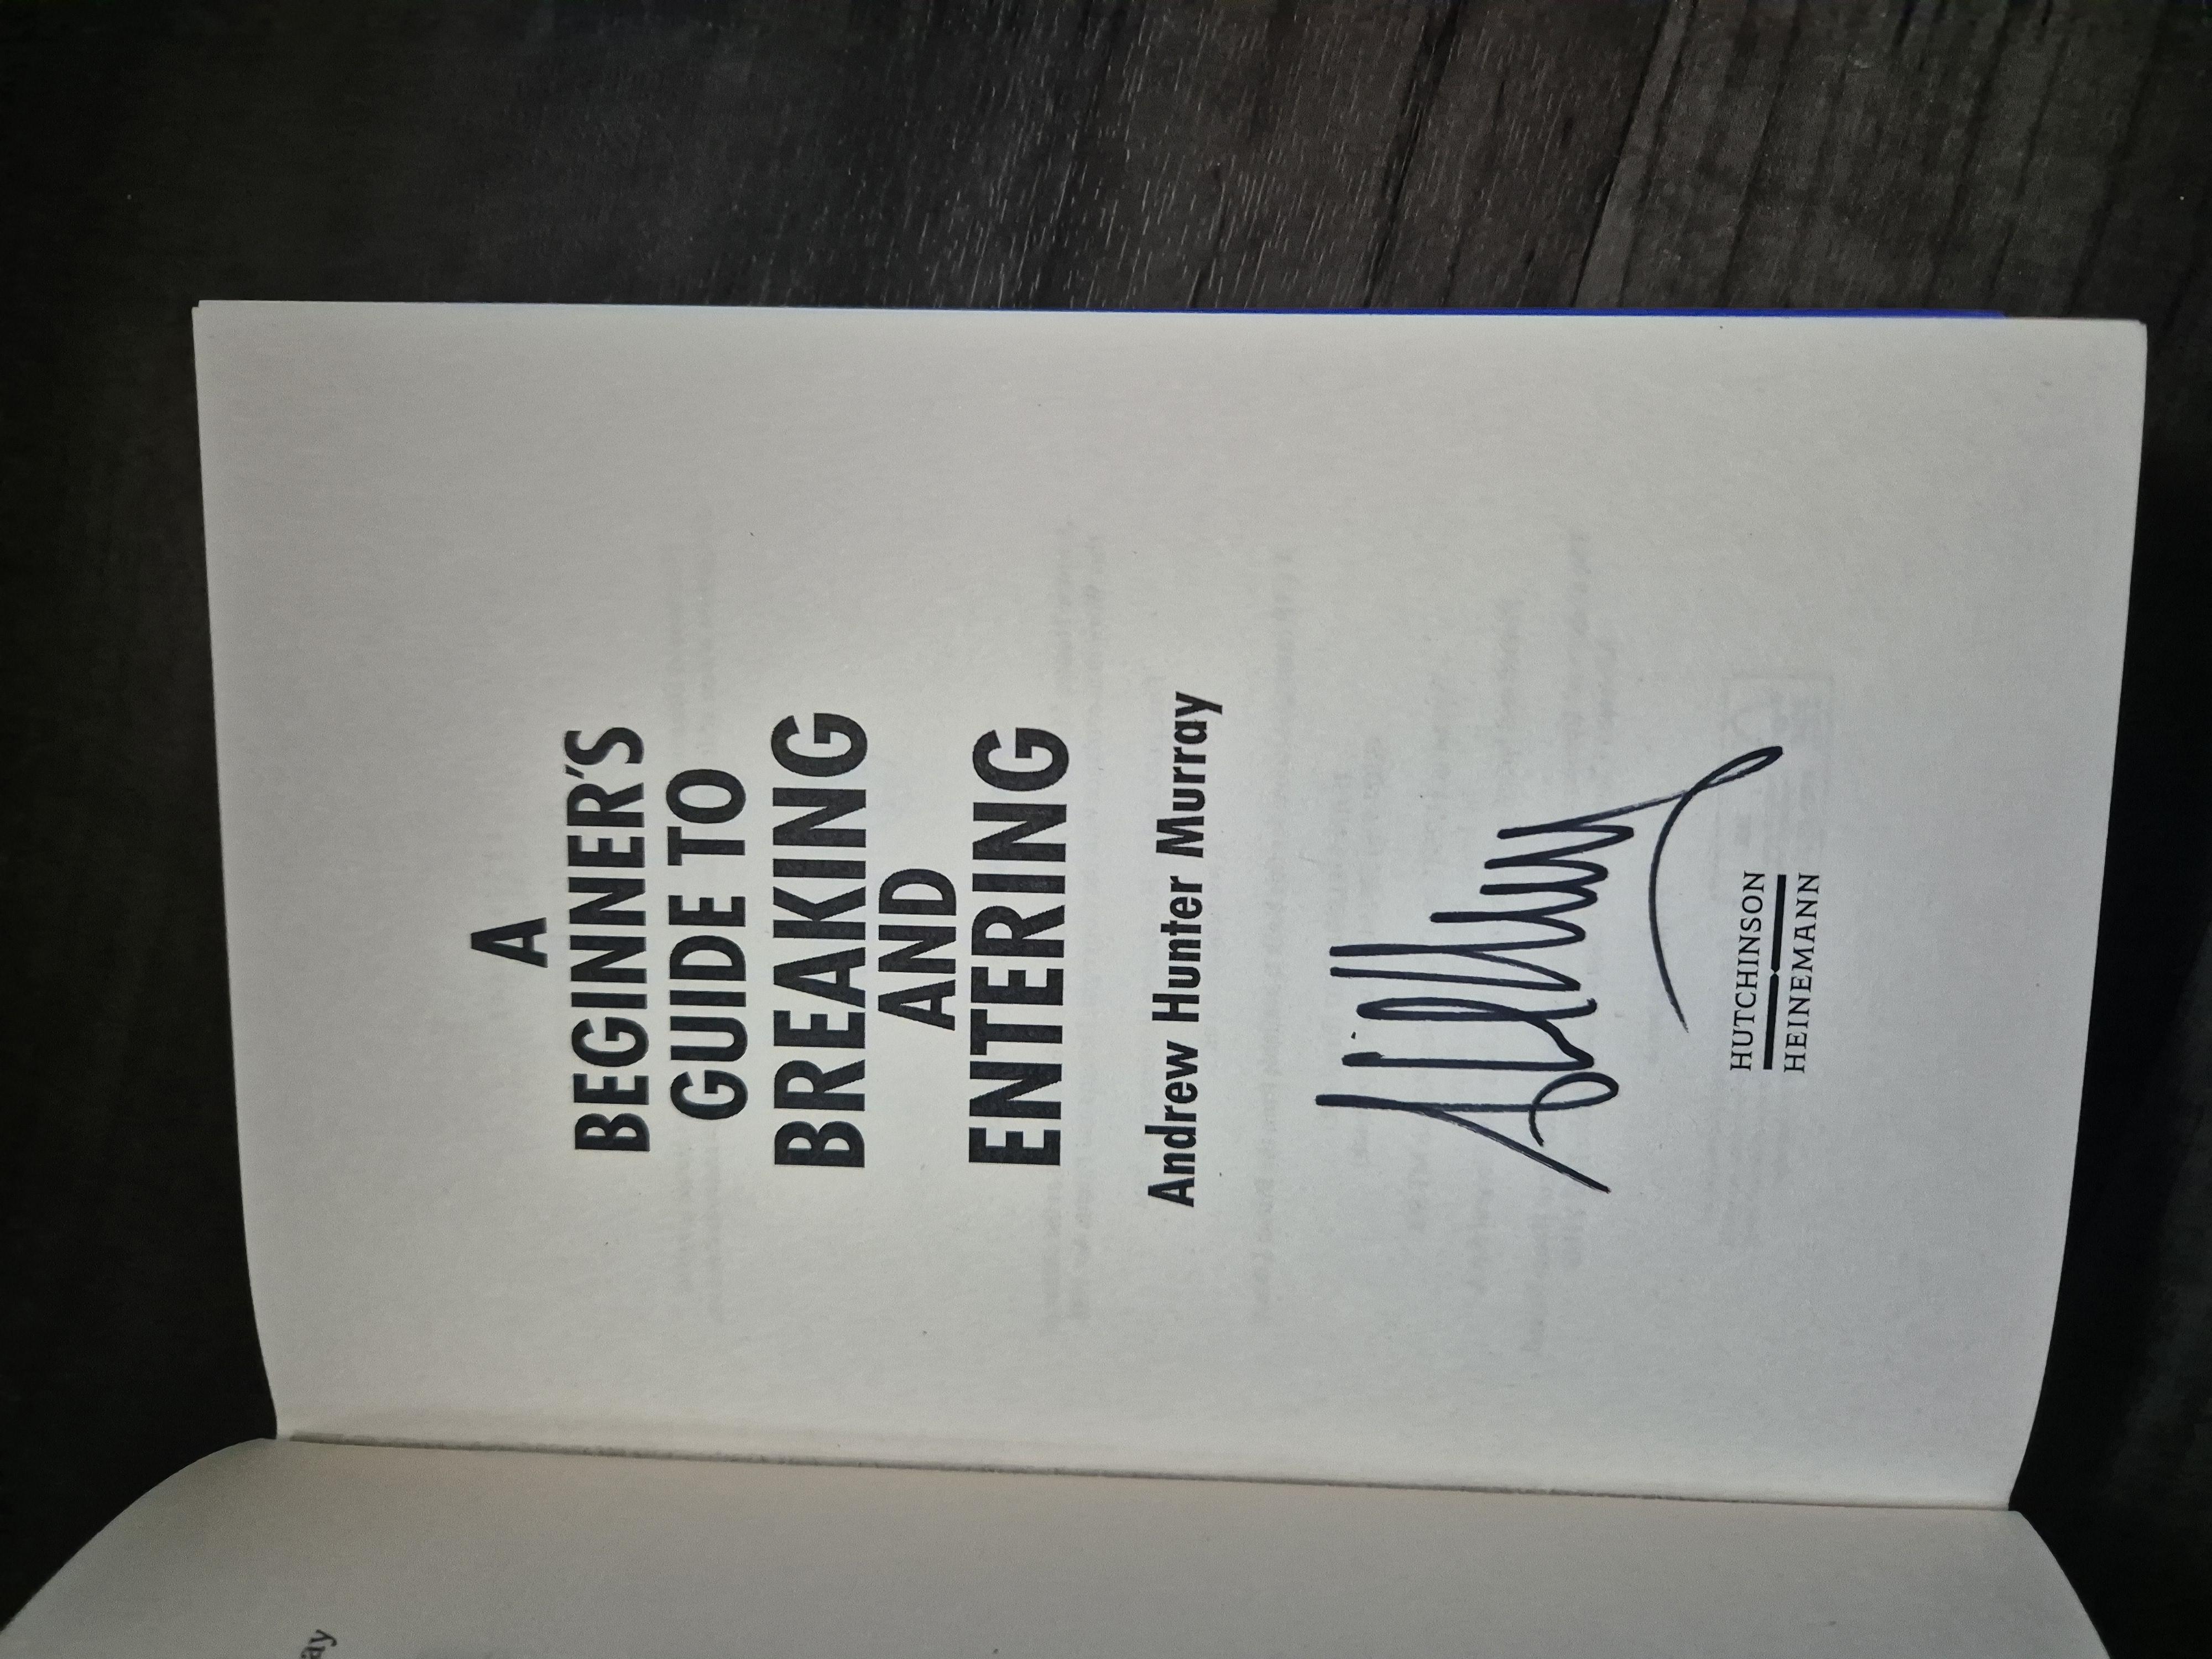 A
BEGINNER'S
GUIDE TO
BREAKING
AND
ENTERING
Andrew Hunter Murray
HUTCHINSON
HEINEMANN